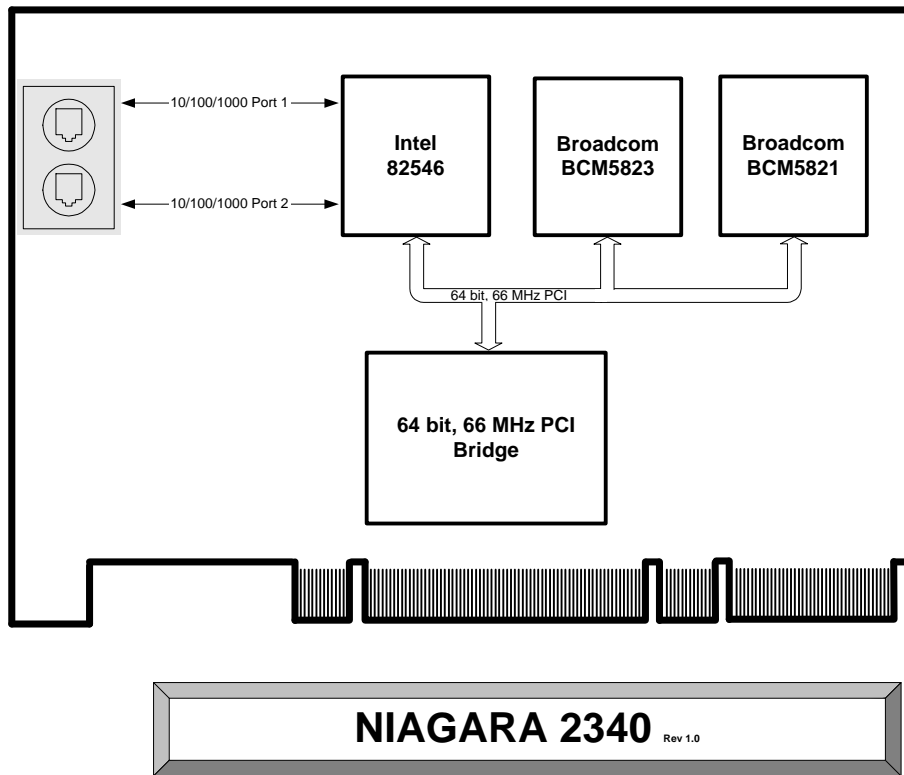 10/100/1000 Port 1
10/100/1000 Port 2
Intel
82546
Broadcom
BCM5823
Broadcom
BCM5821
64 bit, 66 MHz PCI
64 bit, 66 MHz PCI
Bridge
NIAGARA 2340 Rev 1.0